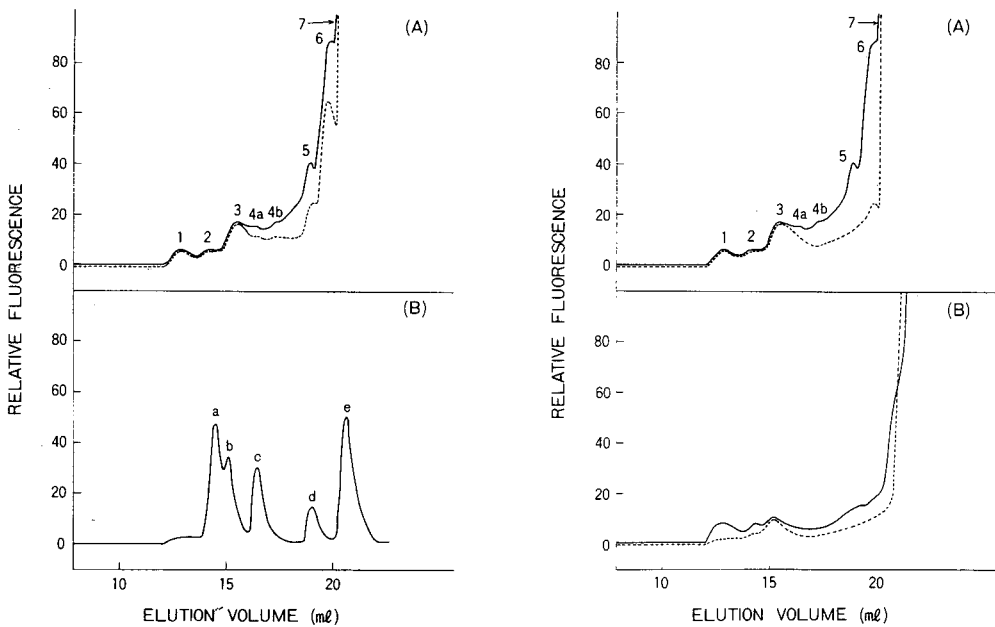 RELATIVE FLUORESCENCE
(A)
80
60
40
20
0
1
2
3
4a
4b
5
6
7
(B)
80
60
40
20
0
a
b
c
d
e
10
15
20
ELUTION VOLUME (mℓ)
RELATIVE FLUORESCENCE
(A)
80
60
40
20
0
1
2
3
4a
4b
5
6
7
(B)
80
60
40
20
0
10
15
20
ELUTION VOLUME (mℓ)